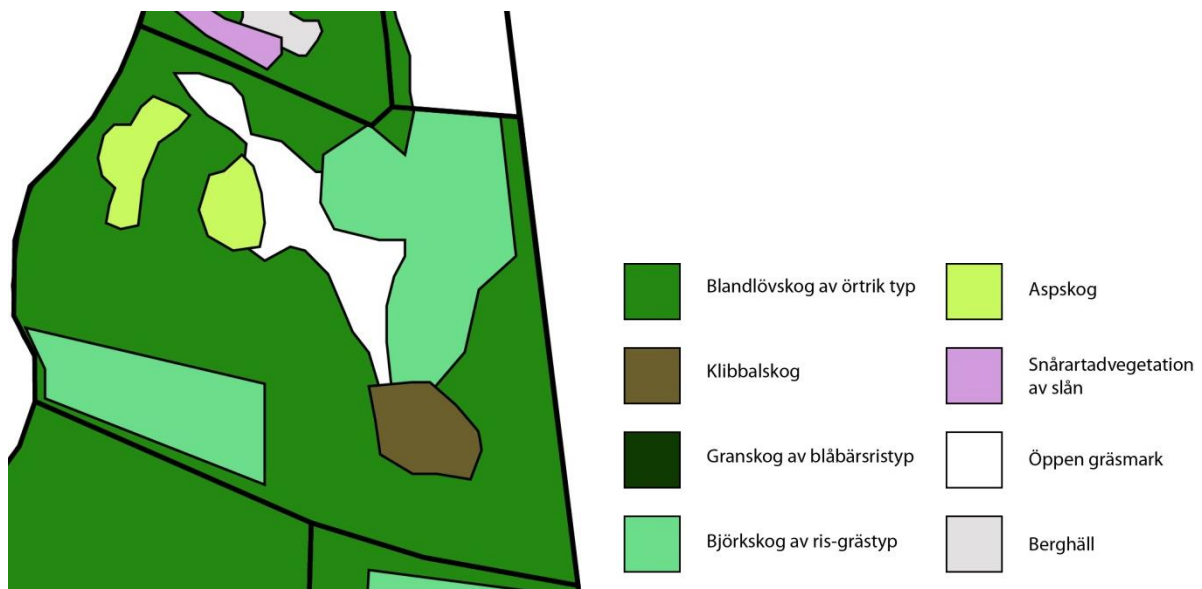 Blandlövskog av örtrik typ
Klibbalskog
Granskog av blåbärsristyp
Björkskog av ris-grästyp
Aspskog
Snårartadvegetation
av slån
Öppen gräsmark
Berghäll